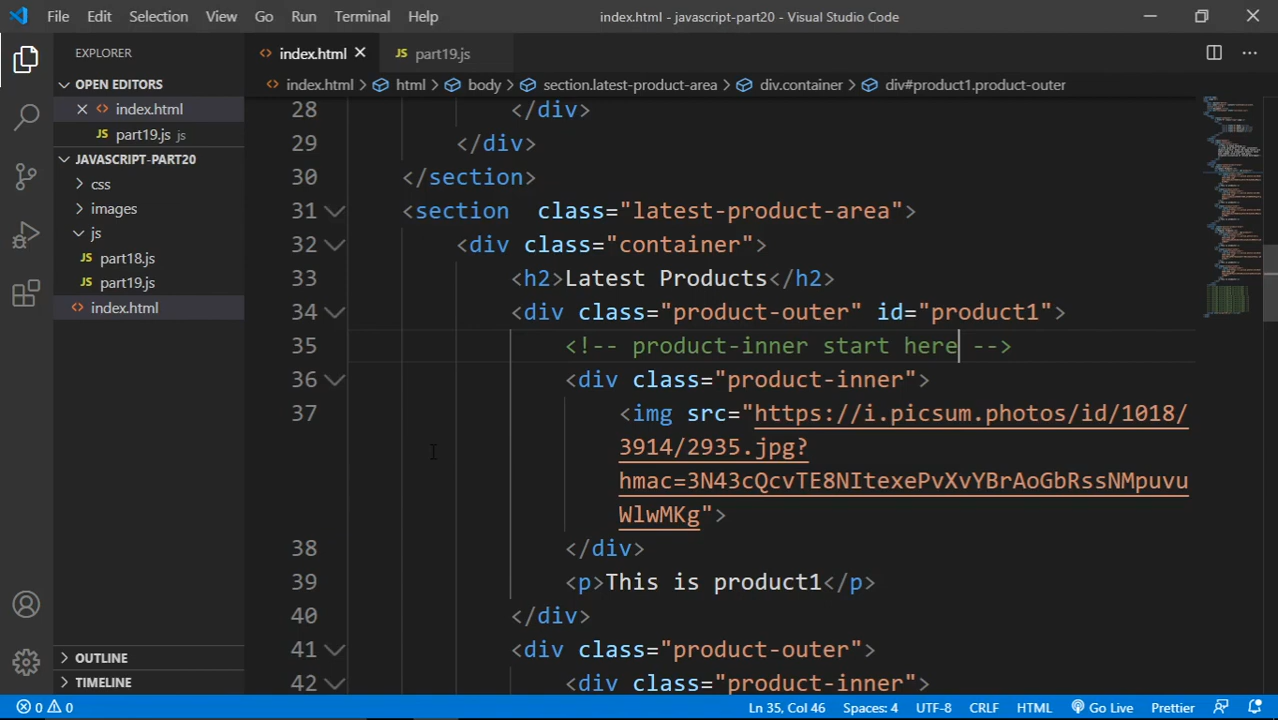 File Edit Selection View Go Run Terminal Help index.html - javascript-part20 - Visual Studio Code
EXPLORER
OPEN EDITORS
index.html
part19.js js
JAVASCRIPT-PART20
css
images
js
part18.js
part19.js
index.html
OUTLINE
TIMELINE
index.html
part19.js
index.html > html > body > section.latest-product-area > div.container > div#product1.product-outer
28 </div>
29 </div>
30 </section>
31 <section  class="latest-product-area">
32 <div class="container">
33 <h2>Latest Products</h2>
34 <div class="product-outer" id="product1">
35 <!-- product-inner start here -->
36 <div class="product-inner">
37 <img src="https://i.picsum.photos/id/1018/
3914/2935.jpg?
hmac=3N43cQcvTE8NItexePvXvYBrAoGbRssNMpuvu
WlwMKg">
38 </div>
39 <p>This is product1</p>
40 </div>
41 <div class="product-outer">
42 <div class="product-inner">
0 0 Ln 35, Col 46 Spaces: 4 UTF-8 CRLF HTML Go Live Prettier